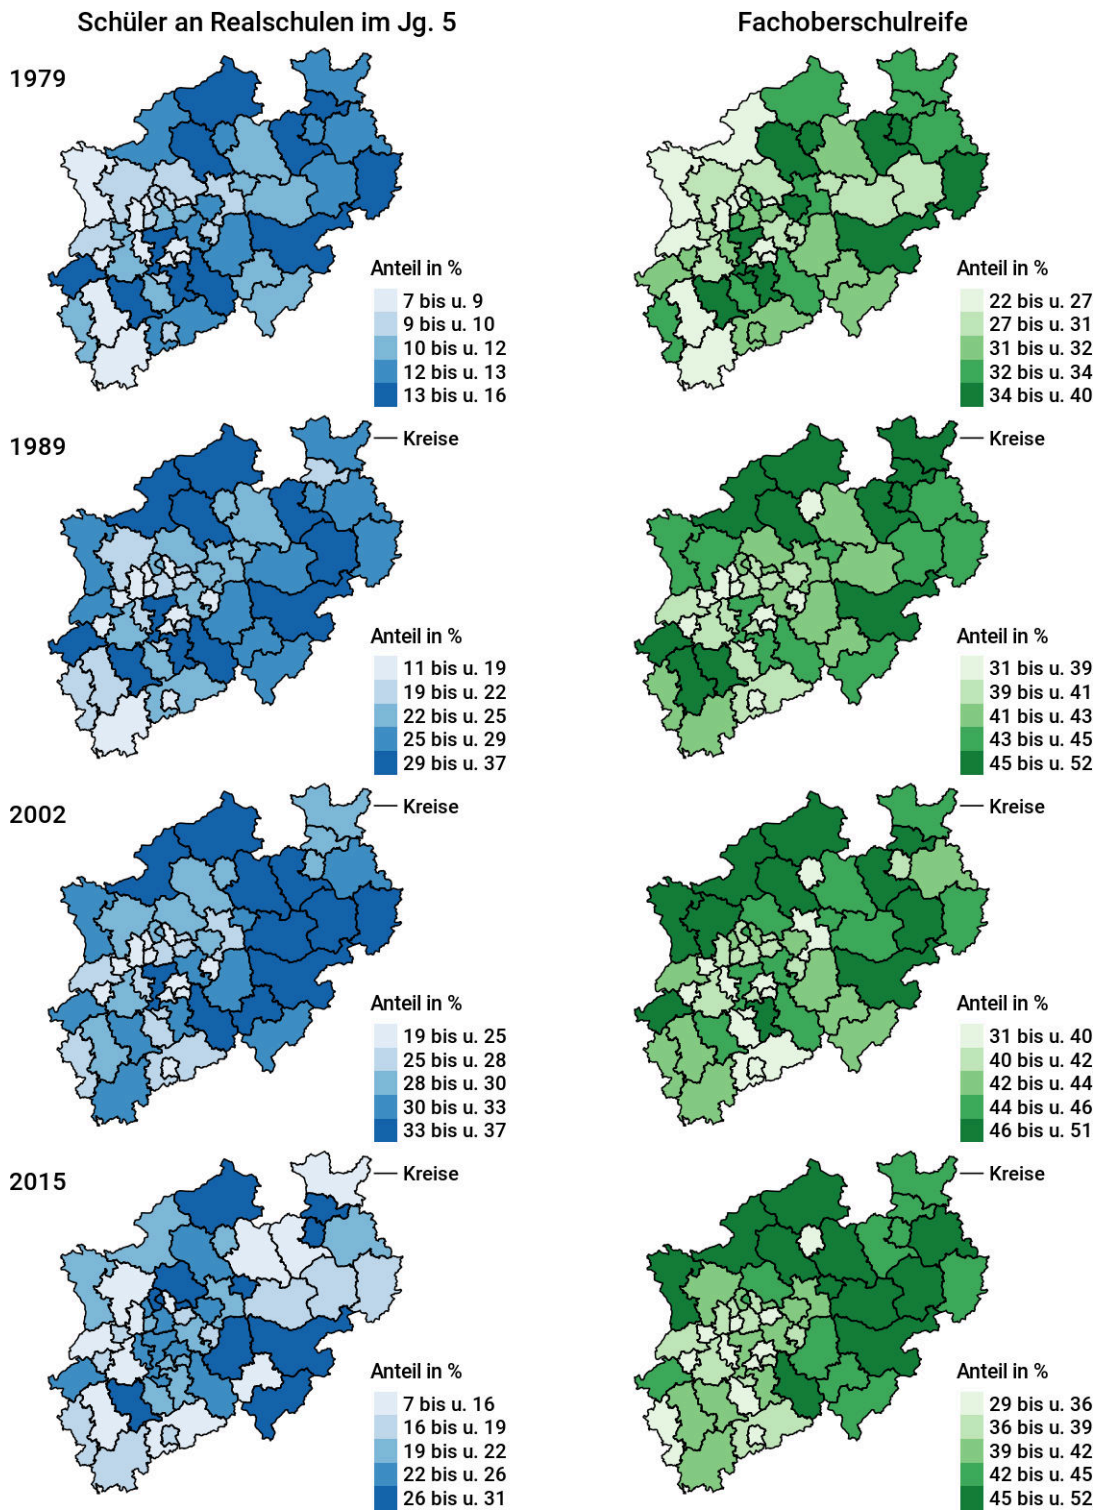 Schüler an Realschulen im Jg. 5
Fachoberschulreife
1979
Anteil in %
7 bis u. 9
9 bis u. 10
10 bis u. 12
12 bis u. 13
13 bis u. 16
Anteil in %
22 bis u. 27
27 bis u. 31
31 bis u. 32
32 bis u. 34
34 bis u. 40
1989
Kreise
Kreise
Anteil in %
11 bis u. 19
19 bis u. 22
22 bis u. 25
25 bis u. 29
29 bis u. 37
Anteil in %
31 bis u. 39
39 bis u. 41
41 bis u. 43
43 bis u. 45
45 bis u. 52
2002
Kreise
Kreise
Anteil in %
19 bis u. 25
25 bis u. 28
28 bis u. 30
30 bis u. 33
33 bis u. 37
Anteil in %
31 bis u. 40
40 bis u. 42
42 bis u. 44
44 bis u. 46
46 bis u. 51
2015
Kreise
Kreise
Anteil in %
7 bis u. 16
16 bis u. 19
19 bis u. 22
22 bis u. 26
26 bis u. 31
Anteil in %
29 bis u. 36
36 bis u. 39
39 bis u. 42
42 bis u. 45
45 bis u. 52